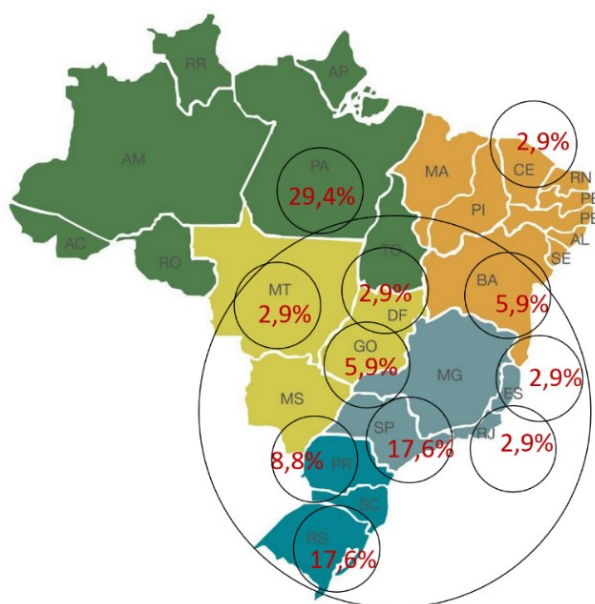 RR
AP
AM
PA
29,4%
MA
2,9%
CE
RN
PI
PB
PE
AL
SE
AC
RO
TO
BA
5,9%
MT
2,9%
2,9%
DF
GO
5,9%
MG
ES
2,9%
MS
SP
17,6%
RJ
2,9%
8,8%
PR
SC
RS
17,6%